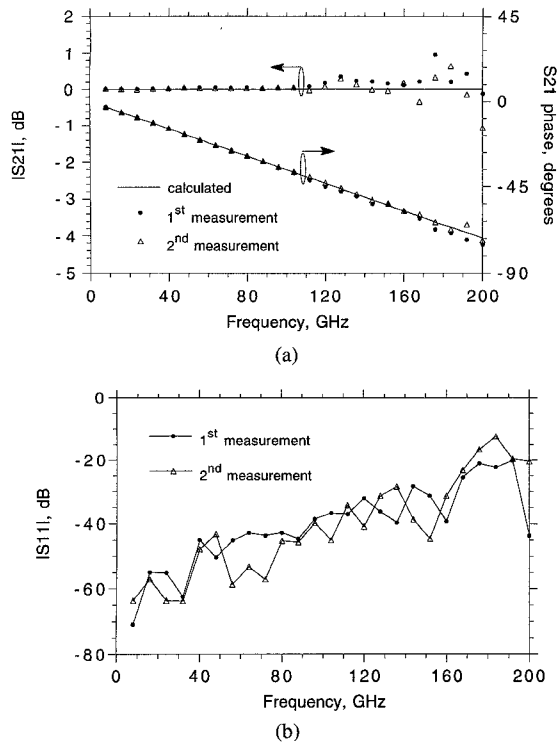 2
1
0
- 1
- 2
- 3
- 4
- 5
|S21|, dB
45
0
-45
-90
S21 phase, degrees
calculated
1st measurement
2nd measurement
0 40 80 120 160 200
Frequency, GHz
(a)
0
-20
-40
-60
-80
|S11|, dB
1st measurement
2nd measurement
0 40 80 120 160 200
Frequency, GHz
(b)